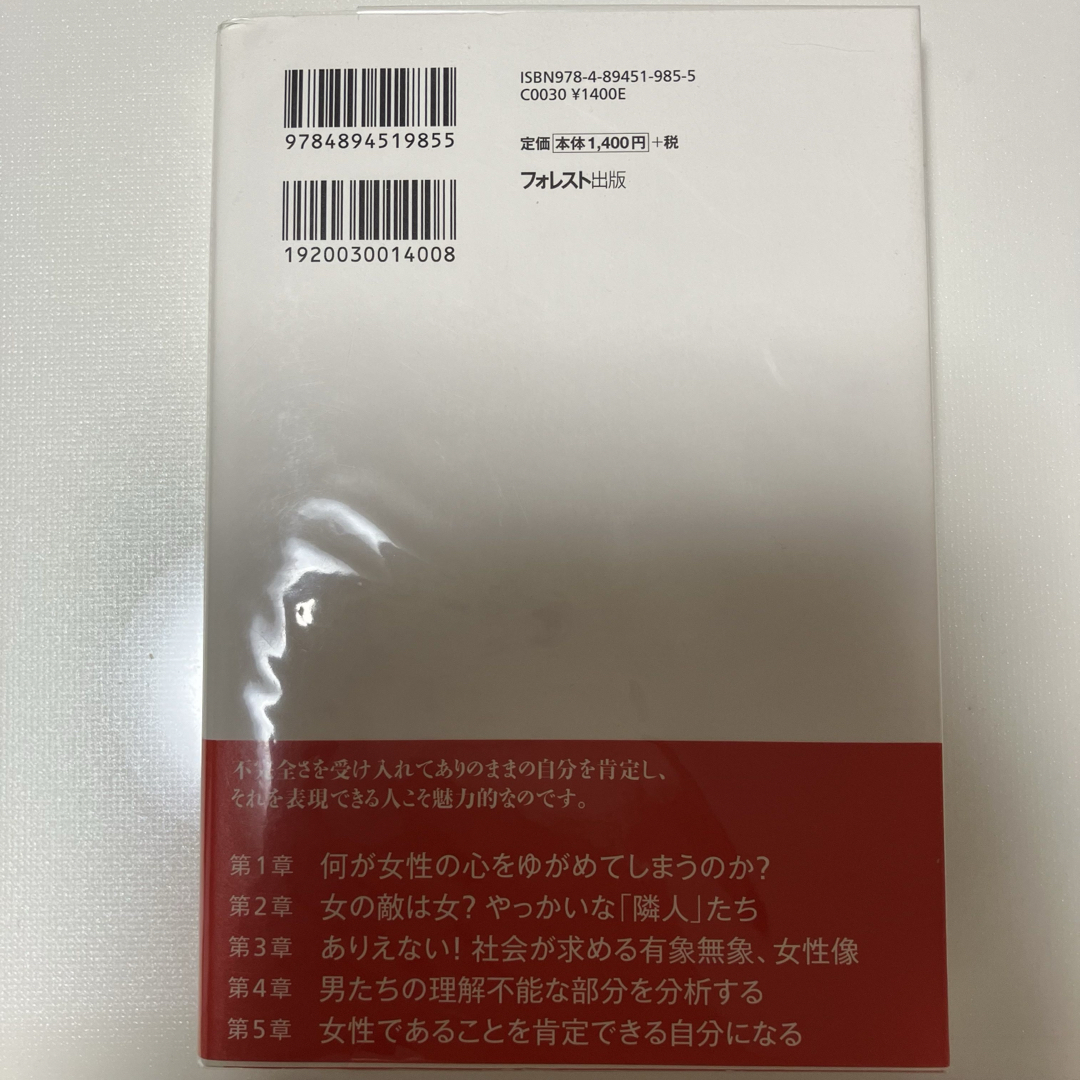 9784894519855
1920030014008
ISBN978-4-89451-985-5
C0030 ¥1400E
定価 本体1,400円 +税
フォレスト出版
不完全さを受け入れてありのままの自分を肯定し、
それを表現できる人こそ魅力的なのです。
第1章 何が女性の心をゆがめてしまうのか?
第2章 女の敵は女? やっかいな「隣人」たち
第3章 ありえない! 社会が求める有象無象、女性像
第4章 男たちの理解不能な部分を分析する
第5章 女性であることを肯定できる自分になる